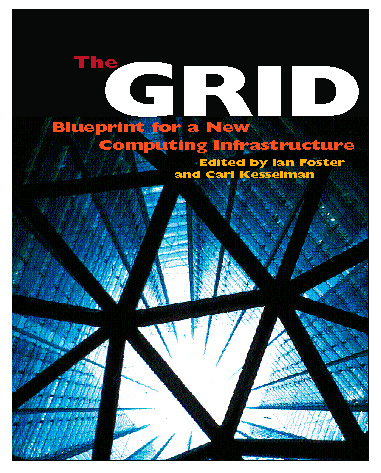 The
GRID
Blueprint for a New
Computing Infrastructure
Edited by Ian Foster
and Carl Kesselman